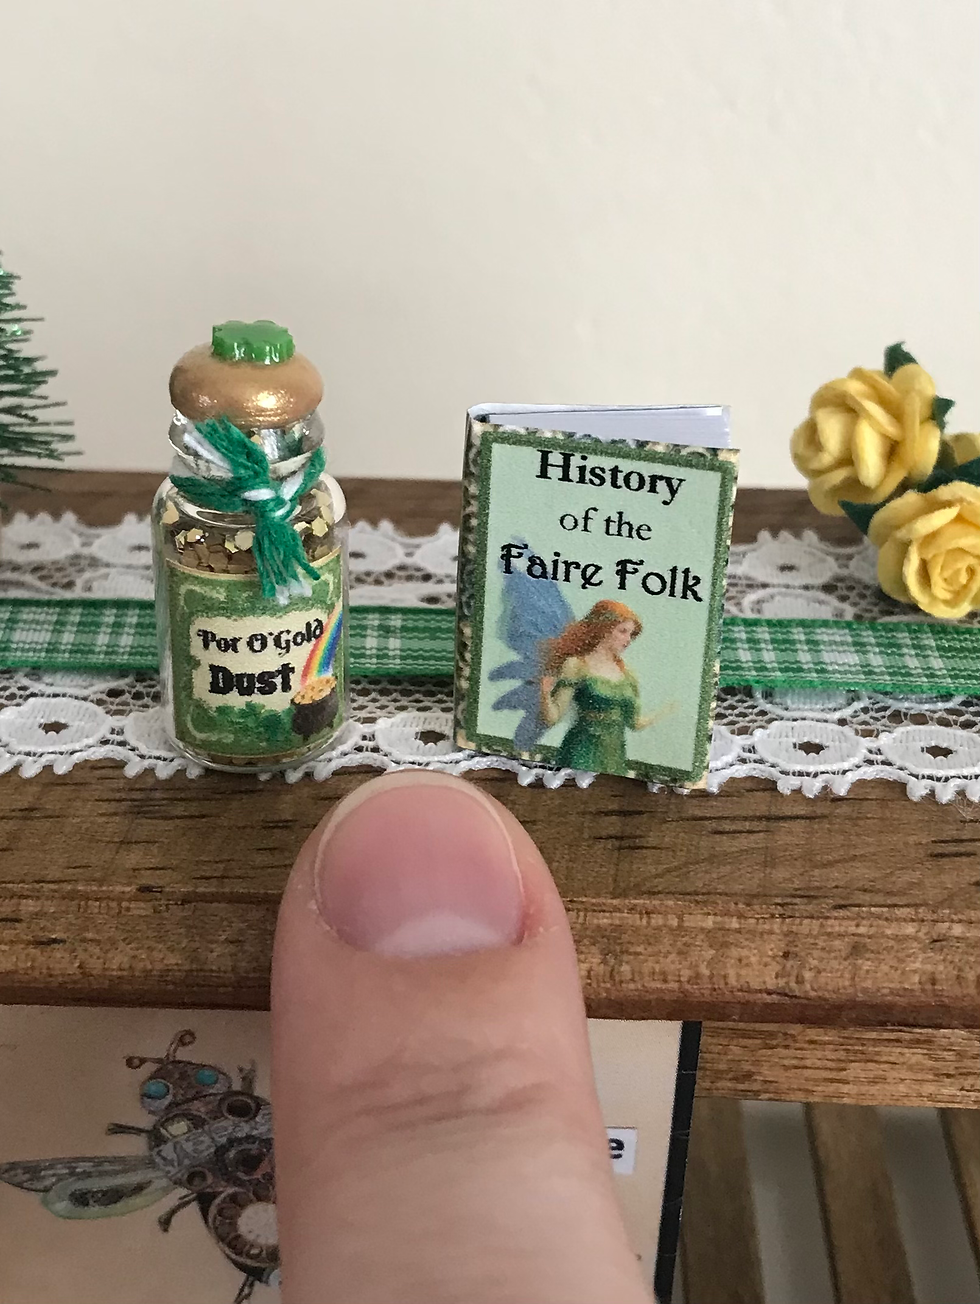 Pot O'Gold
Dust
History
of the
Faire Folk
e